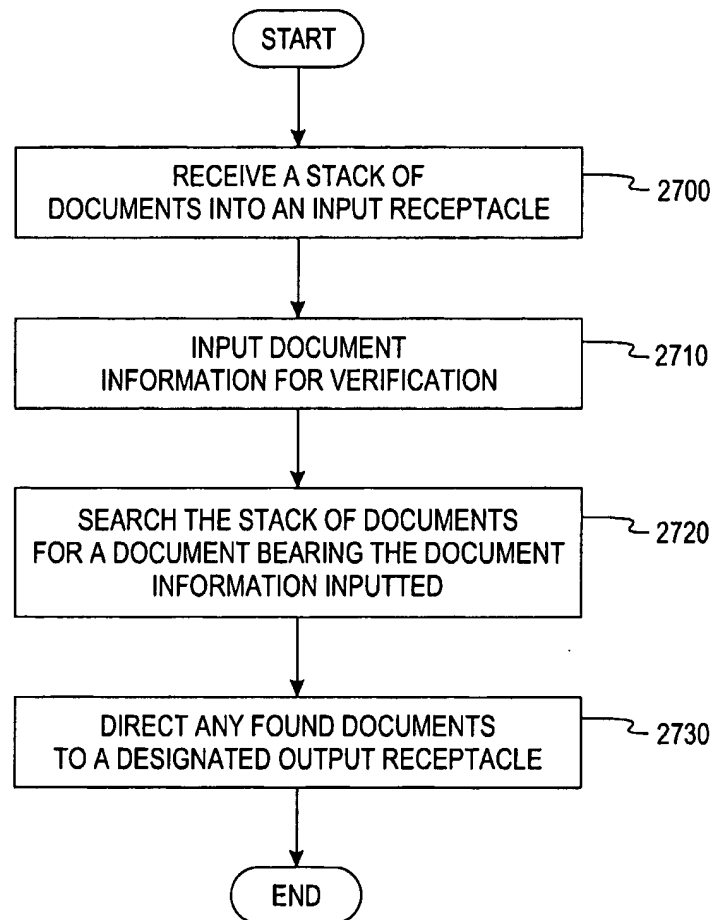 START
RECEIVE A STACK OF
DOCUMENTS INTO AN INPUT RECEPTACLE
2700
INPUT DOCUMENT
INFORMATION FOR VERIFICATION
2710
SEARCH THE STACK OF DOCUMENTS
FOR A DOCUMENT BEARING THE DOCUMENT
INFORMATION INPUTTED
2720
DIRECT ANY FOUND DOCUMENTS
TO A DESIGNATED OUTPUT RECEPTACLE
2730
END